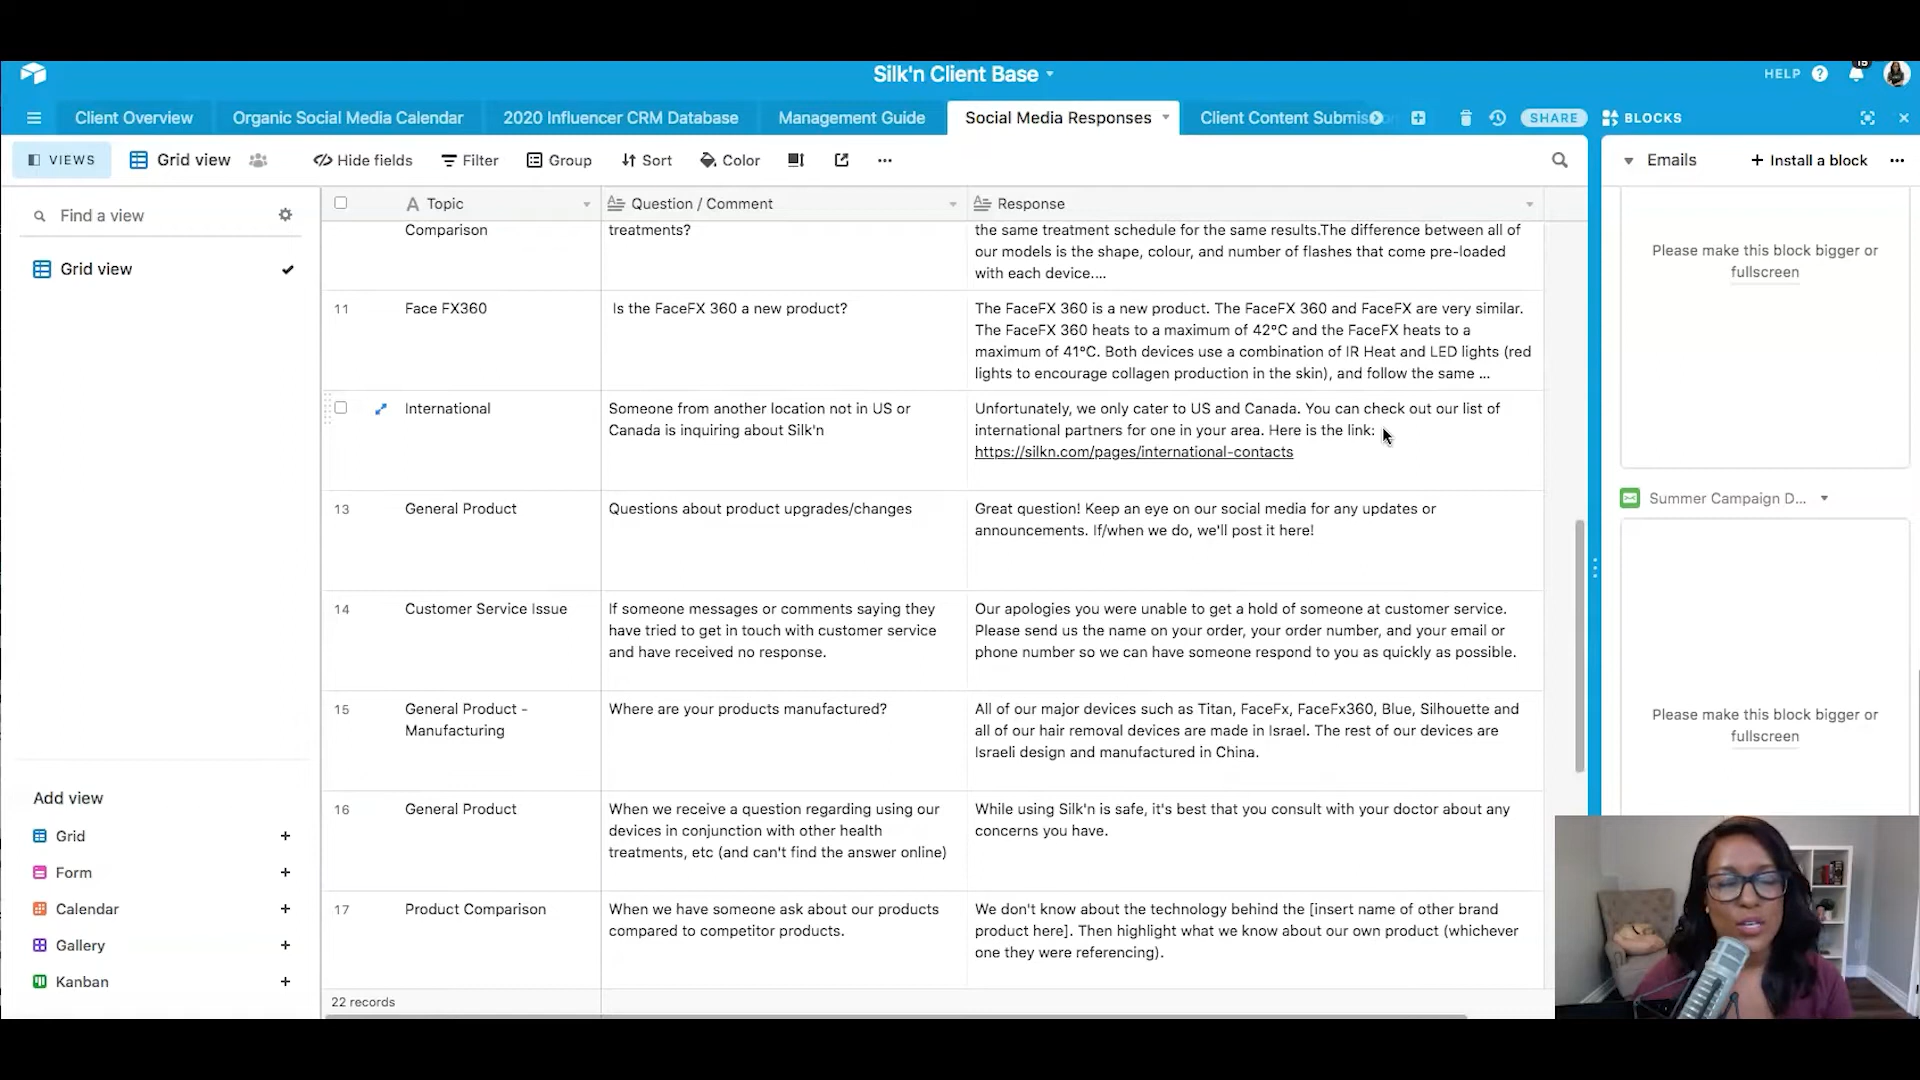 Silk'n Client Base
HELP
15
Client Overview
Organic Social Media Calendar
2020 Influencer CRM Database
Management Guide
Social Media Responses
Client Content Submis
SHARE
BLOCKS
VIEWS
Grid view
Hide fields
Filter
Group
Sort
Color
Emails
+ Install a block
Find a view
Grid view
Topic
Question / Comment
Response
Comparison
treatments?
the same treatment schedule for the same results.The difference between all of
our models is the shape, colour, and number of flashes that come pre-loaded
with each device....
11
Face FX360
Is the FaceFX 360 a new product?
The FaceFX 360 is a new product. The FaceFX 360 and FaceFX are very similar.
The FaceFX 360 heats to a maximum of 42°C and the FaceFX heats to a
maximum of 41°C. Both devices use a combination of IR Heat and LED lights (red
lights to encourage collagen production in the skin), and follow the same ...
International
Someone from another location not in US or
Canada is inquiring about Silk'n
Unfortunately, we only cater to US and Canada. You can check out our list of
international partners for one in your area. Here is the link:
https://silkn.com/pages/international-contacts
13
General Product
Questions about product upgrades/changes
Great question! Keep an eye on our social media for any updates or
announcements. If/when we do, we'll post it here!
14
Customer Service Issue
If someone messages or comments saying they
have tried to get in touch with customer service
and have received no response.
Our apologies you were unable to get a hold of someone at customer service.
Please send us the name on your order, your order number, and your email or
phone number so we can have someone respond to you as quickly as possible.
15
General Product -
Manufacturing
Where are your products manufactured?
All of our major devices such as Titan, FaceFx, FaceFx360, Blue, Silhouette and
all of our hair removal devices are made in Israel. The rest of our devices are
Israeli design and manufactured in China.
16
General Product
When we receive a question regarding using our
devices in conjunction with other health
treatments, etc (and can't find the answer online)
While using Silk'n is safe, it's best that you consult with your doctor about any
concerns you have.
17
Product Comparison
When we have someone ask about our products
compared to competitor products.
We don't know about the technology behind the [insert name of other brand
product here]. Then highlight what we know about our own product (whichever
one they were referencing).
22 records
Add view
Grid
Form
Calendar
Gallery
Kanban
Please make this block bigger or
fullscreen
Summer Campaign D...
Please make this block bigger or
fullscreen